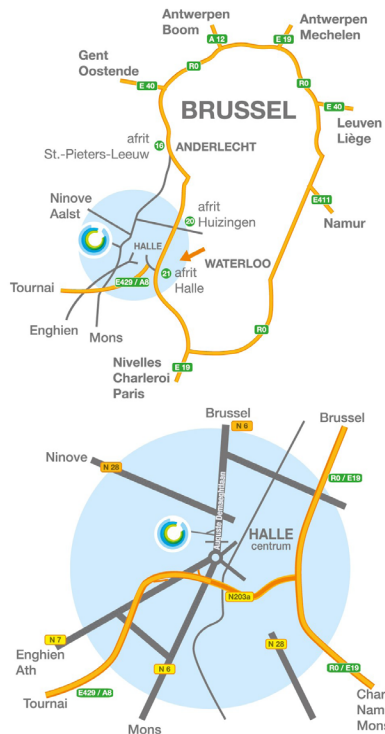 Antwerpen
Boom
Antwerpen
Mechelen
A 12
E 19
R0
Gent
Oostende
E 40
R0
BRUSSEL
E 40
Leuven
Liège
afrit
St.-Pieters-Leeuw
16
ANDERLECHT
Ninove
Aalst
afrit
Huizingen
20
E411
Namur
HALLE
WATERLOO
21
afrit
Halle
Tournai
E429 / A8
Enghien
Mons
R0
E 19
Nivelles
Charleroi
Paris
Brussel
N 6
Brussel
Ninove
N 28
R0 / E19
Auguste Demaeghtlaan
HALLE
centrum
N203a
N 7
Enghien
Ath
N 6
N 28
R0 / E19
Tournai
E429 / A8
Mons
Char
Nam
Mons